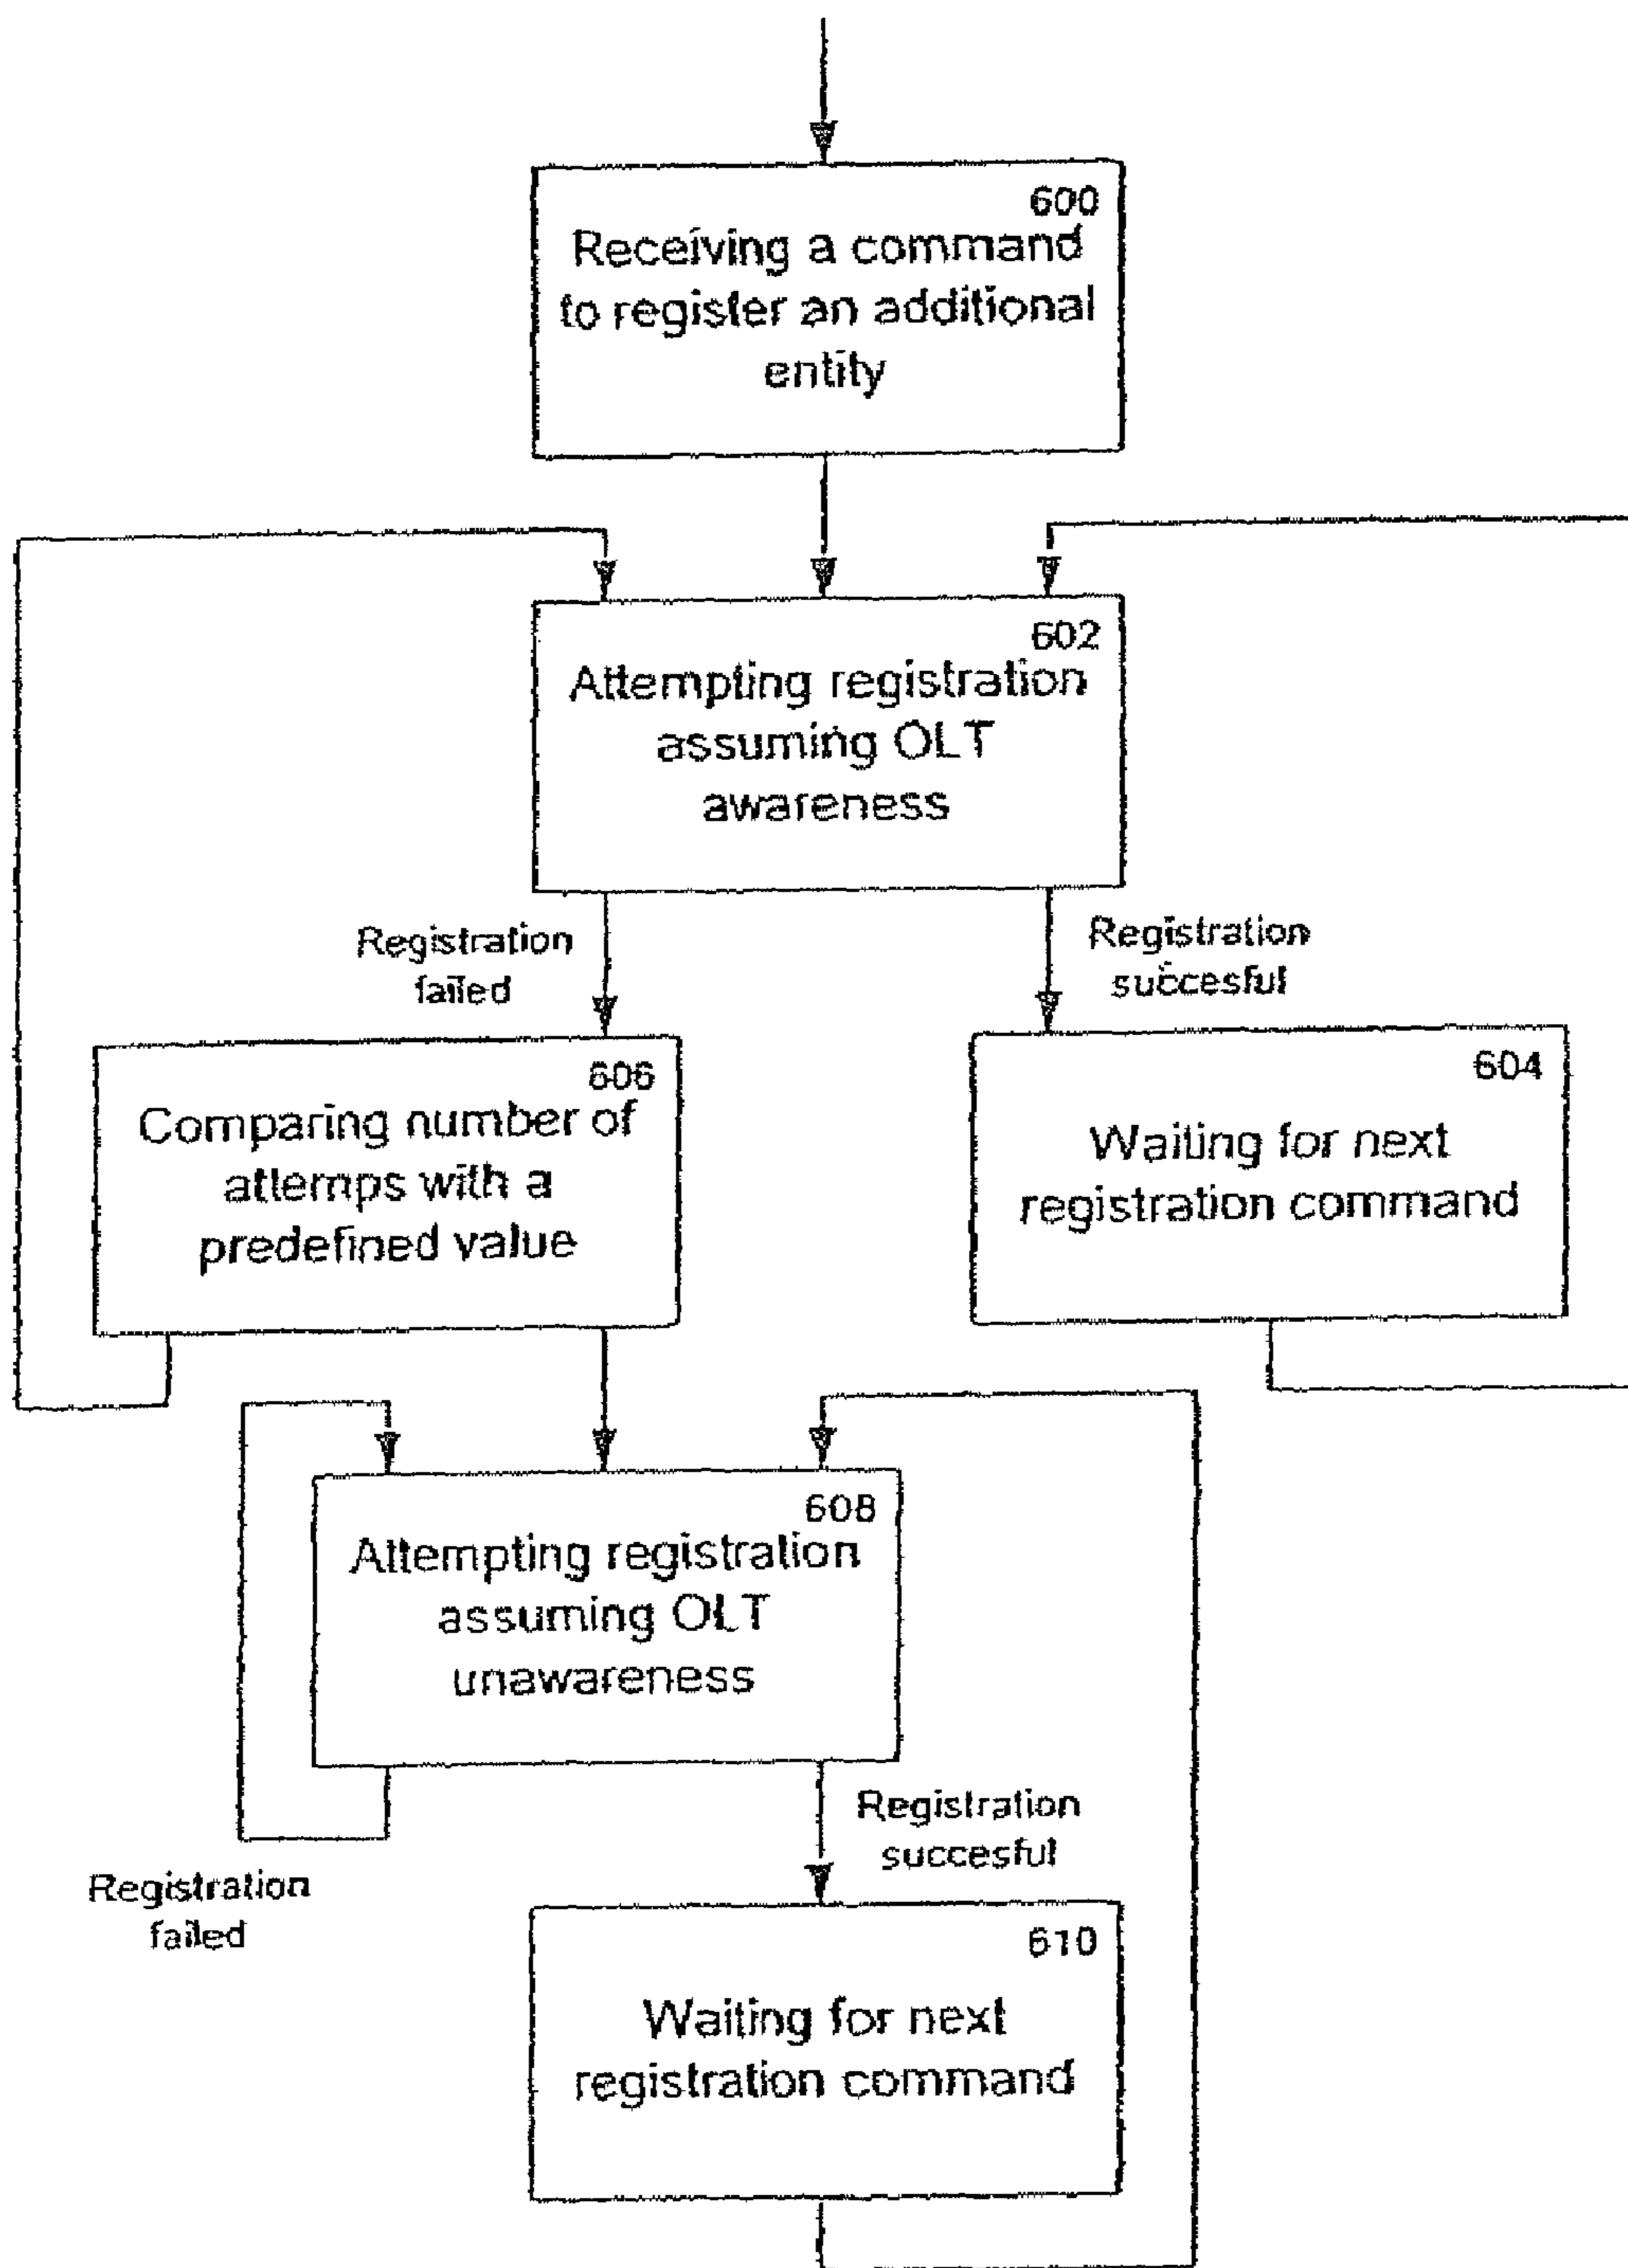 600
Receiving a command
to register an additional
entity
602
Attempting registration
assuming OLT
awareness
Registration
failed
Registration
succesful
606
Comparing number of
attemps with a
predefined value
604
Waiting for next
registration command
608
Attempting registration
assuming OLT
unawareness
Registration
succesful
Registration
failed
610
Waiting for next
registration command